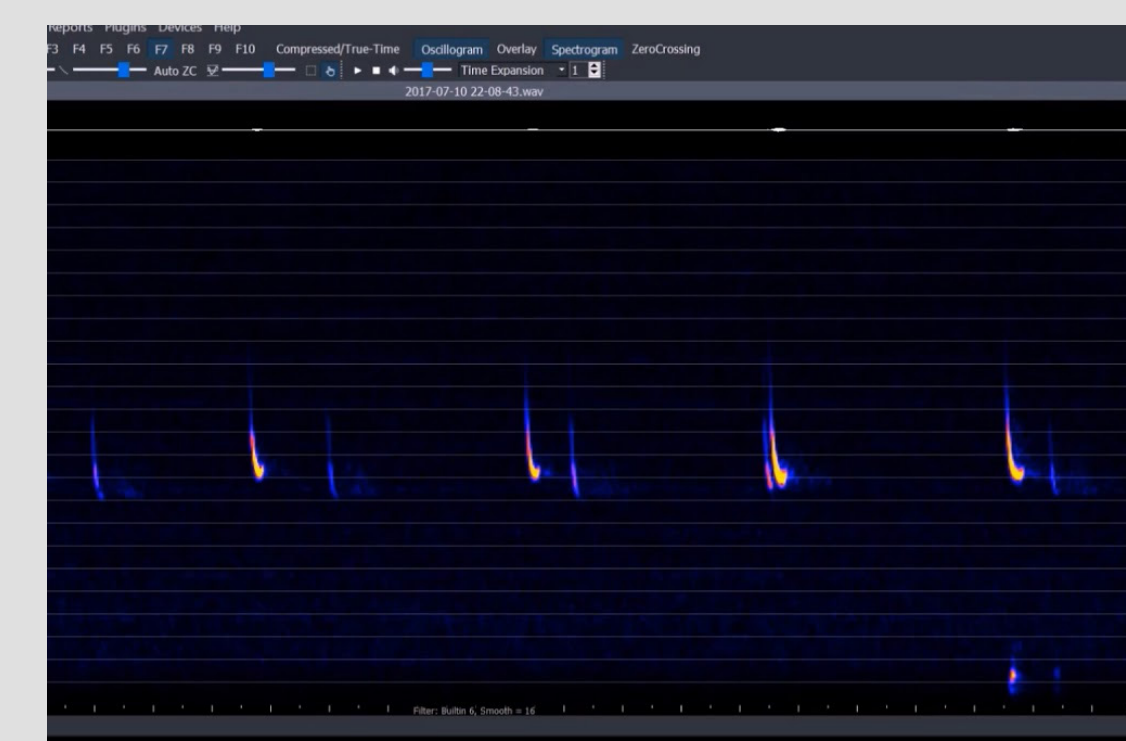 Reports Plugins Devices Help
F3 F4 F5 F6 F7 F8 F9 F10 Compressed/True-Time Oscillogram Overlay Spectrogram ZeroCrossing
Auto ZC Time Expansion 1
2017-07-10 22-08-43.wav
Filter: Builtin 6, Smooth = 16